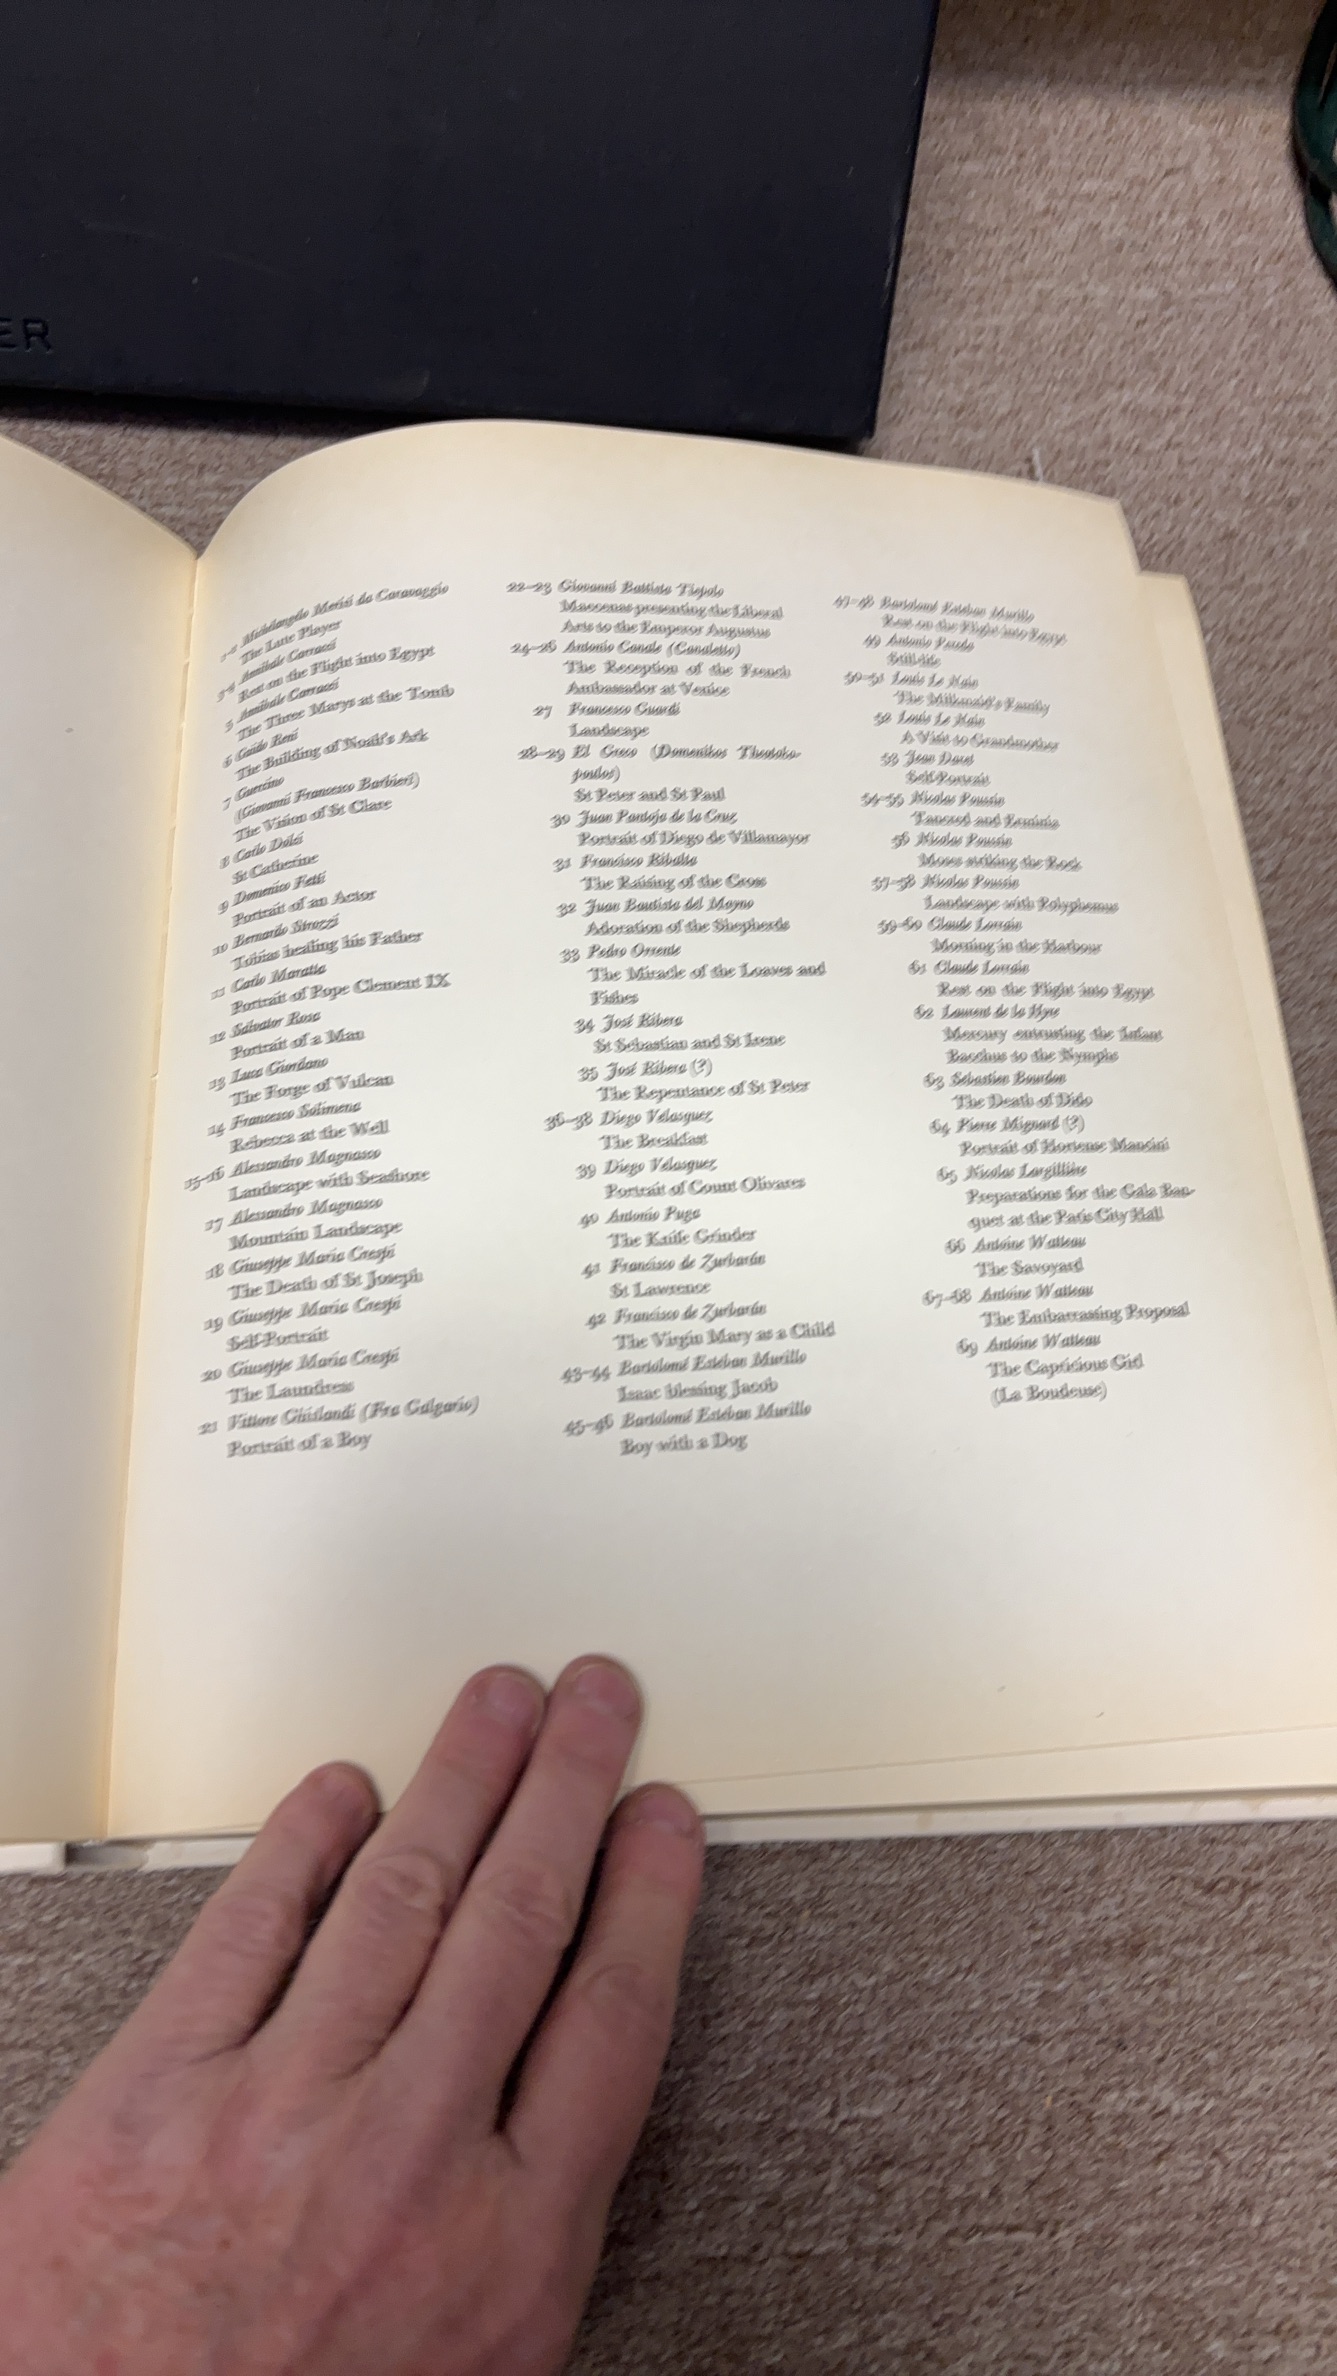 ER
1-2 Michelangelo Merisi da Caravaggio
The Lute Player
3-4 Annibale Carracci
Rest on the Flight into Egypt
5 Annibale Carracci
The Three Marys at the Tomb
6 Guido Reni
The Building of Noah's Ark
7 Guercino
(Giovanni Francesco Barbieri)
The Vision of St Clare
8 Carlo Dolci
St Catherine
9 Domenico Fetti
Portrait of an Actor
10 Bernardo Strozzi
Tobias healing his Father
11 Carlo Maratta
Portrait of Pope Clement IX
12 Salvator Rosa
Portrait of a Man
13 Luca Giordano
The Forge of Vulcan
14 Francesco Solimena
Rebecca at the Well
15-16 Alessandro Magnasco
Landscape with Seashore
17 Alessandro Magnasco
Mountain Landscape
18 Giuseppe Maria Crespi
The Death of St Joseph
19 Giuseppe Maria Crespi
Self-Portrait
20 Giuseppe Maria Crespi
The Laundress
21 Vittore Ghislandi (Fra Galgario)
Portrait of a Boy
22-23 Giovanni Battista Tiepolo
Maecenas presenting the Liberal
Arts to the Emperor Augustus
24-26 Antonio Canale (Canaletto)
The Reception of the French
Ambassador at Venice
27 Francesco Guardi
Landscape
28-29 El Greco (Domenikos Theotoko-
poulos)
St Peter and St Paul
30 Juan Pantoja de la Cruz
Portrait of Diego de Villamayor
31 Francisco Ribalta
The Raising of the Cross
32 Juan Bautista del Mayno
Adoration of the Shepherds
33 Pedro Orrente
The Miracle of the Loaves and
Fishes
34 José Ribera
St Sebastian and St Irene
35 José Ribera (?)
The Repentance of St Peter
36-38 Diego Velasquez
The Breakfast
39 Diego Velasquez
Portrait of Count Olivares
40 Antonio Puga
The Knife Grinder
41 Francisco de Zurbarán
St Lawrence
42 Francisco de Zurbarán
The Virgin Mary as a Child
43-44 Bartolomé Estéban Murillo
Isaac blessing Jacob
45-46 Bartolomé Estéban Murillo
Boy with a Dog
47-48 Bartolomé Estéban Murillo
Rest on the Flight into Egypt
49 Antonio Pereda
Still-life
50-51 Louis Le Nain
The Milkmaid's Family
52 Louis Le Nain
A Visit to Grandmother
53 Jean Daret
Self-Portrait
54-55 Nicolas Poussin
Tancred and Erminia
56 Nicolas Poussin
Moses striking the Rock
57-58 Nicolas Poussin
Landscape with Polyphemus
59-60 Claude Lorrain
Morning in the Harbour
61 Claude Lorrain
Rest on the Flight into Egypt
62 Laurent de la Hyre
Mercury entrusting the Infant
Bacchus to the Nymphs
63 Sébastien Bourdon
The Death of Dido
64 Pierre Mignard (?)
Portrait of Hortense Mancini
65 Nicolas Largillière
Preparations for the Gala Ban-
quet at the Paris City Hall
66 Antoine Watteau
The Savoyard
67-68 Antoine Watteau
The Embarrassing Proposal
69 Antoine Watteau
The Capricious Girl
(La Boudeuse)